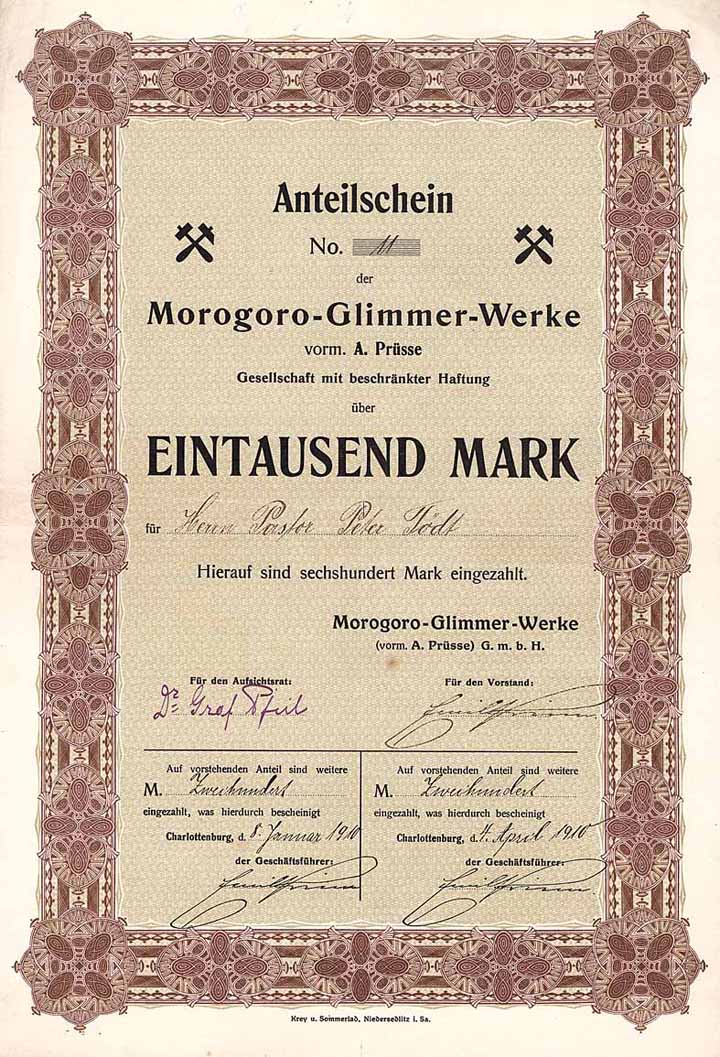 Anteilschein
No. 11
der
Morogoro-Glimmer-Werke
vorm. A. Prüsse
Gesellschaft mit beschränkter Haftung
über
EINTAUSEND MARK
für Herrn Pastor Peter Tödt
Hierauf sind sechshundert Mark eingezahlt.
Morogoro-Glimmer-Werke
(vorm. A. Prüsse) G. m. b. H.
Für den Aufsichtsrat:
Dr. Graf Pfeil
Für den Vorstand:
Auf vorstehenden Anteil sind weitere
M. Zweihundert
eingezahlt, was hierdurch bescheinigt
Charlottenburg, d. 8. Januar 1910
der Geschäftsführer:
Auf vorstehenden Anteil sind weitere
M. Zweihundert
eingezahlt, was hierdurch bescheinigt
Charlottenburg, d. 4. April 1910
der Geschäftsführer:
Krey u. Sommerlad, Niedersedlitz i. Sa.